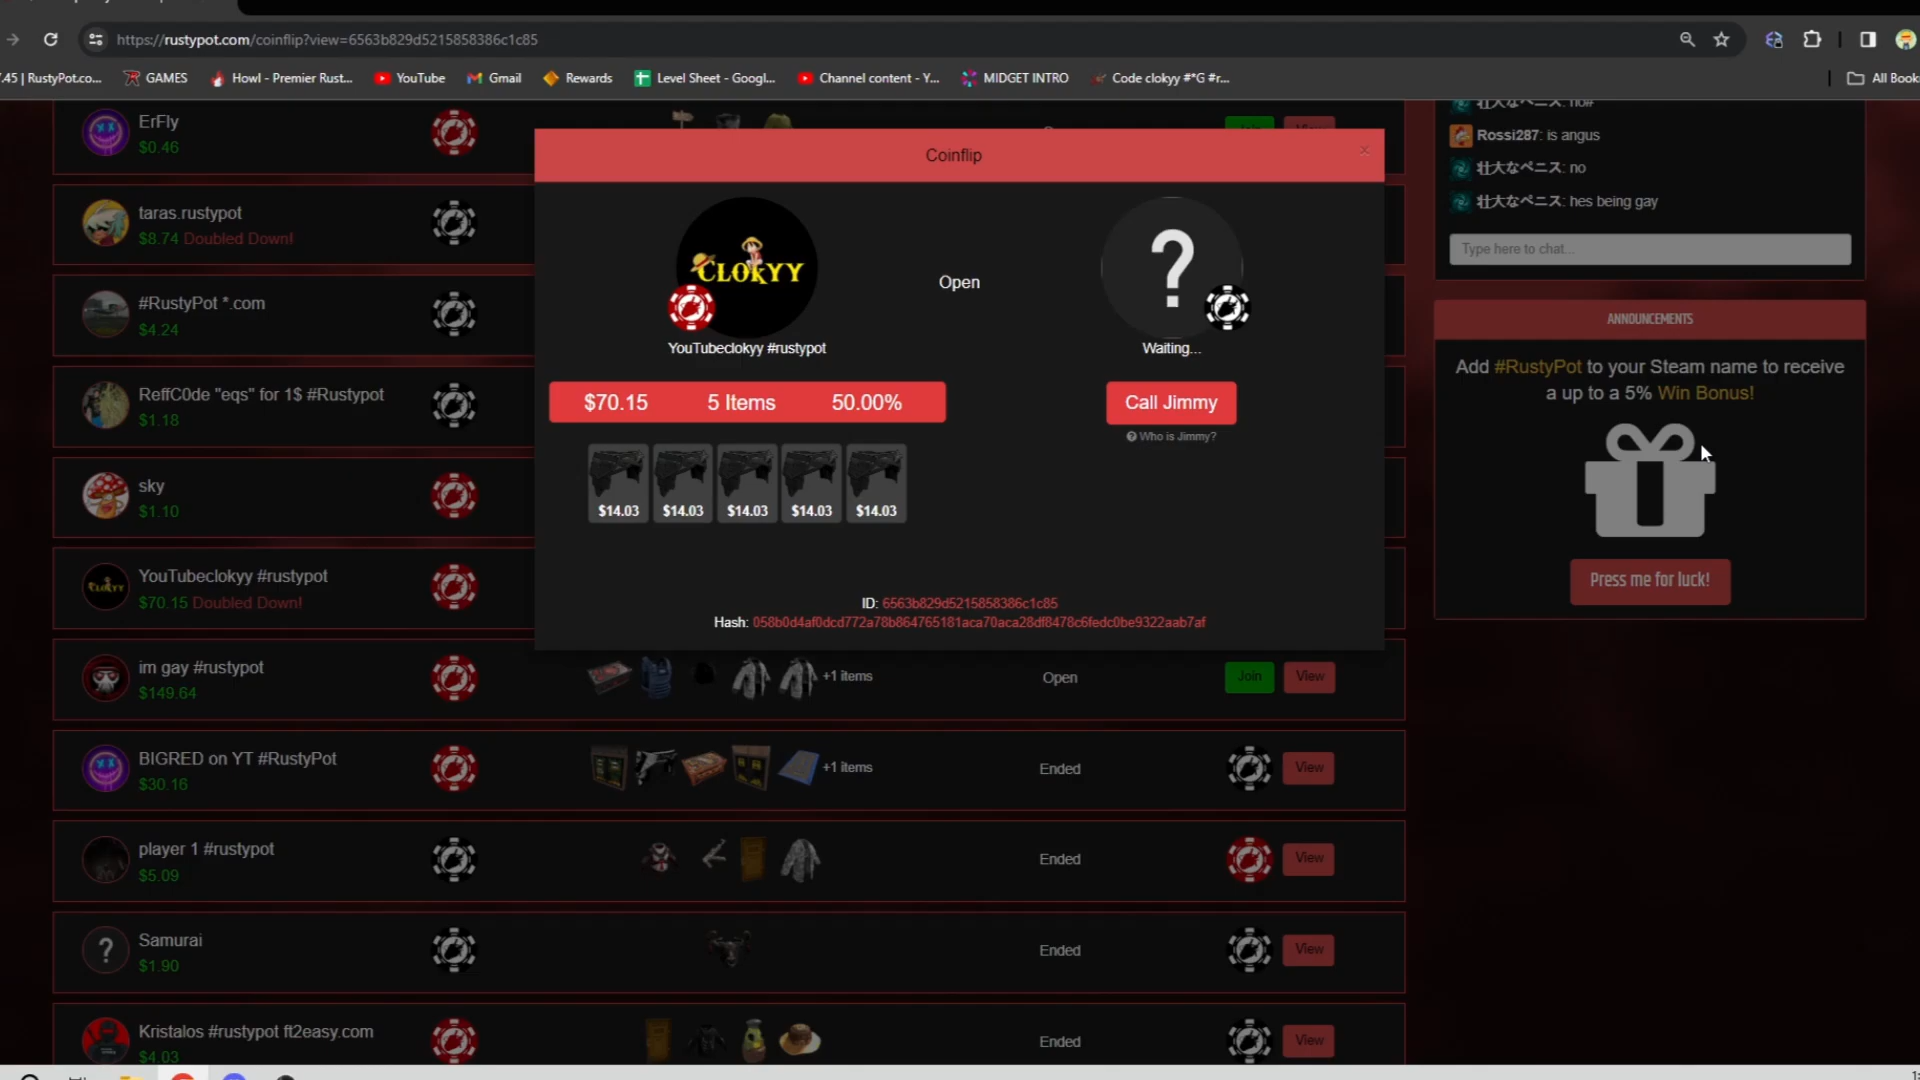 https://rustypot.com/coinflip?view=6563b829d5215858386c1c85
.45 | RustyPot.co...
GAMES
Howl - Premier Rust...
YouTube
Gmail
Rewards
Level Sheet - Googl...
Channel content - Y...
MIDGET INTRO
Code clokyy #*G #r...
All Book
ErFly
$0.46
taras.rustypot
$8.74 Doubled Down!
#RustyPot *.com
$4.24
ReffC0de "eqs" for 1$ #Rustypot
$1.18
sky
$1.10
YouTubeclokyy #rustypot
$70.15 Doubled Down!
im gay #rustypot
$149.64
+1 items
Open
Join
View
BIGRED on YT #RustyPot
$30.16
+1 items
Ended
View
player 1 #rustypot
$5.09
Ended
View
Samurai
$1.90
Ended
View
Kristalos #rustypot ft2easy.com
$4.03
Ended
View
Coinflip
×
CLOKYY
Open
?
YouTubeclokyy #rustypot
Waiting...
$70.15 5 Items 50.00%
Call Jimmy
Who is Jimmy?
$14.03 $14.03 $14.03 $14.03 $14.03
ID: 6563b829d5215858386c1c85
Hash: 058b0d4af0dcd772a78b864765181aca70aca28df8478c6fedc0be9322aab7af
壮大なペニス: no#
Rossi287: is angus
壮大なペニス: no
壮大なペニス: hes being gay
Type here to chat...
ANNOUNCEMENTS
Add #RustyPot to your Steam name to receive
a up to a 5% Win Bonus!
Press me for luck!